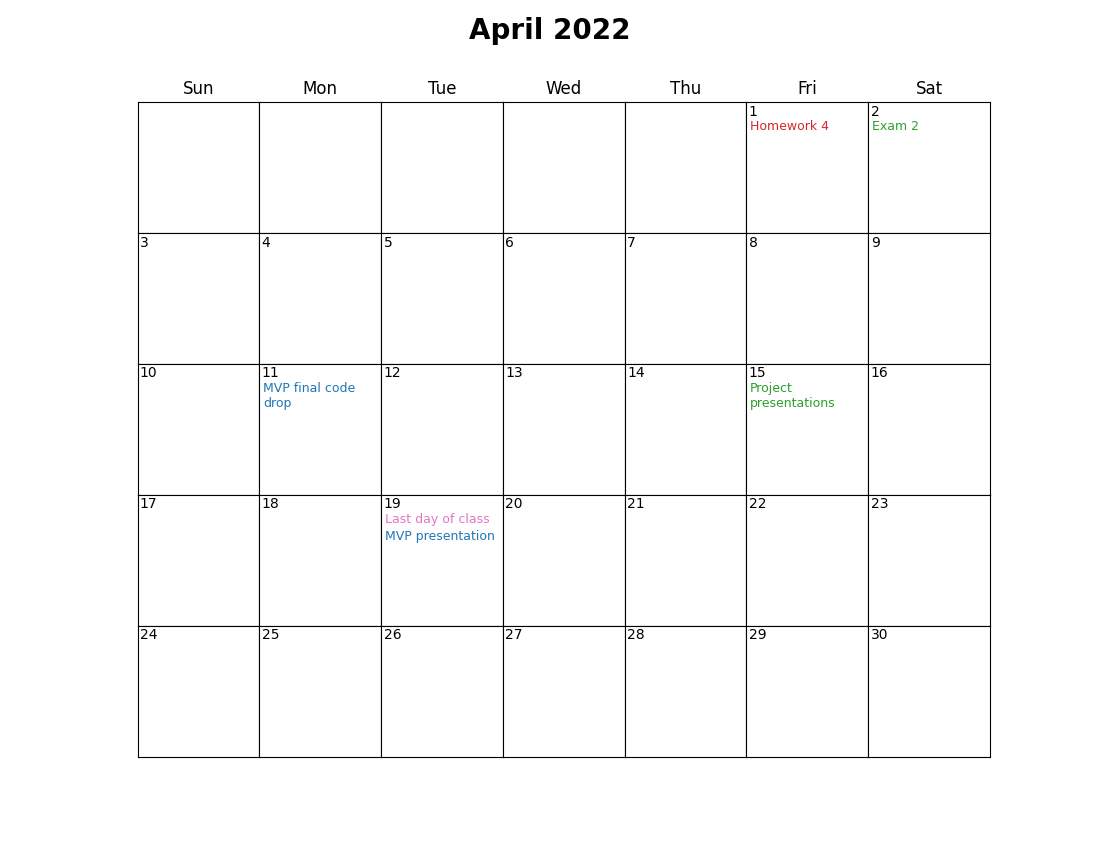 April 2022
Sun Mon Tue Wed Thu Fri Sat
1 2
Homework 4 Exam 2
3 4 5 6 7 8 9
10 11 12 13 14 15 16
MVP final code Project
drop presentations
17 18 19 20 21 22 23
Last day of class
MVP presentation
24 25 26 27 28 29 30